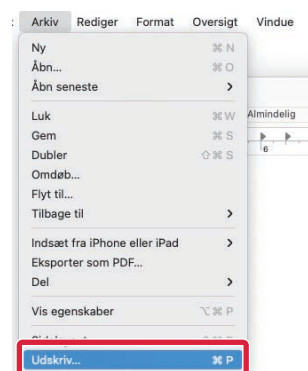 Arkiv Rediger Format Oversigt Vindue
Ny ⌘ N
Åbn... ⌘ O
Åbn seneste >
Luk ⌘ W
Almindelig
Gem ⌘ S
Dubler ⇧ ⌘ S
6
Omdøb...
Flyt til...
Tilbage til >
Indsæt fra iPhone eller iPad >
Eksporter som PDF...
Del >
Vis egenskaber ⌥ ⌘ P
Udskriv... ⌘ P